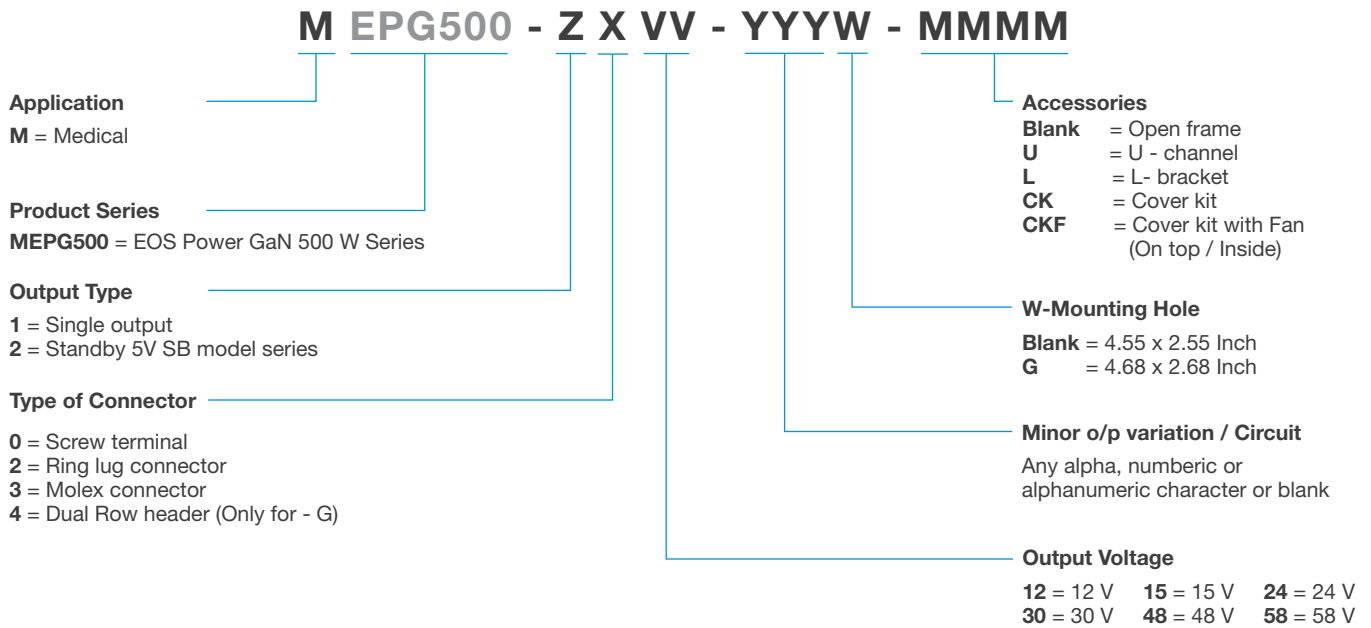 M EPG500 - Z X VV - YYYW - MMMM
Application
M = Medical
Product Series
MEPG500 = EOS Power GaN 500 W Series
Output Type
1 = Single output
2 = Standby 5V SB model series
Type of Connector
0 = Screw terminal
2 = Ring lug connector
3 = Molex connector
4 = Dual Row header (Only for - G)
Accessories
Blank = Open frame
U = U - channel
L = L- bracket
CK = Cover kit
CKF = Cover kit with Fan
(On top / Inside)
W-Mounting Hole
Blank = 4.55 x 2.55 Inch
G = 4.68 x 2.68 Inch
Minor o/p variation / Circuit
Any alpha, numberic or
alphanumeric character or blank
Output Voltage
12 = 12 V 15 = 15 V 24 = 24 V
30 = 30 V 48 = 48 V 58 = 58 V